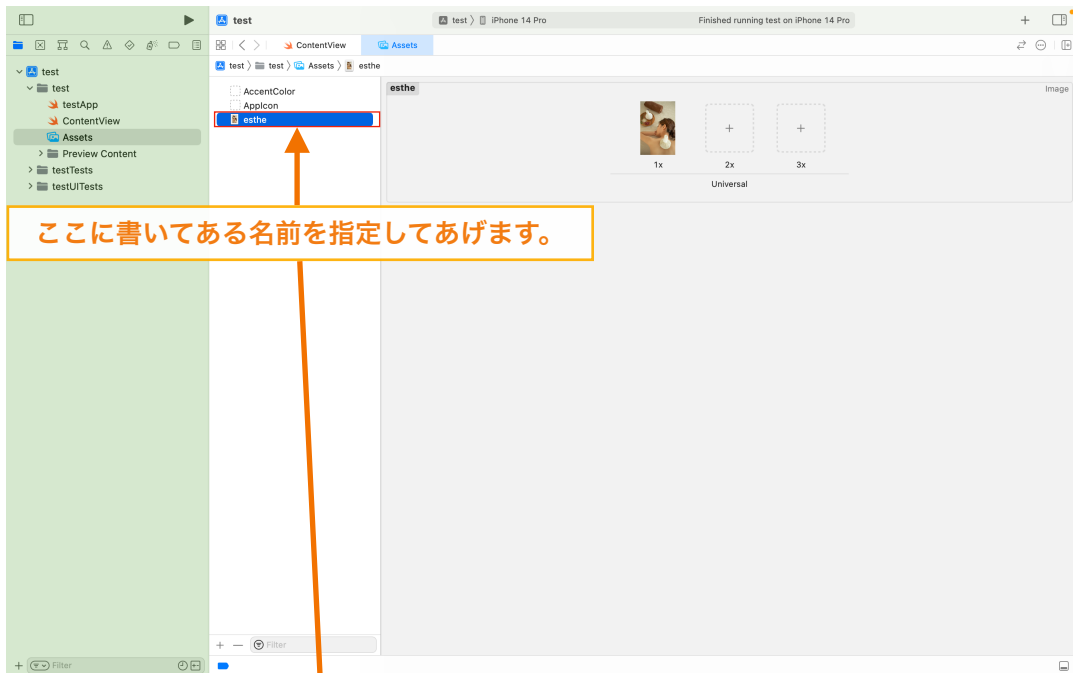 test
test 〉 iPhone 14 Pro
Finished running test on iPhone 14 Pro
ContentView
Assets
test 〉 test 〉 Assets 〉 esthe
test
test
testApp
ContentView
Assets
Preview Content
testTests
testUITests
AccentColor
AppIcon
esthe
esthe
Image
1x
2x
3x
Universal
ここに書いてある名前を指定してあげます。
Filter
Filter